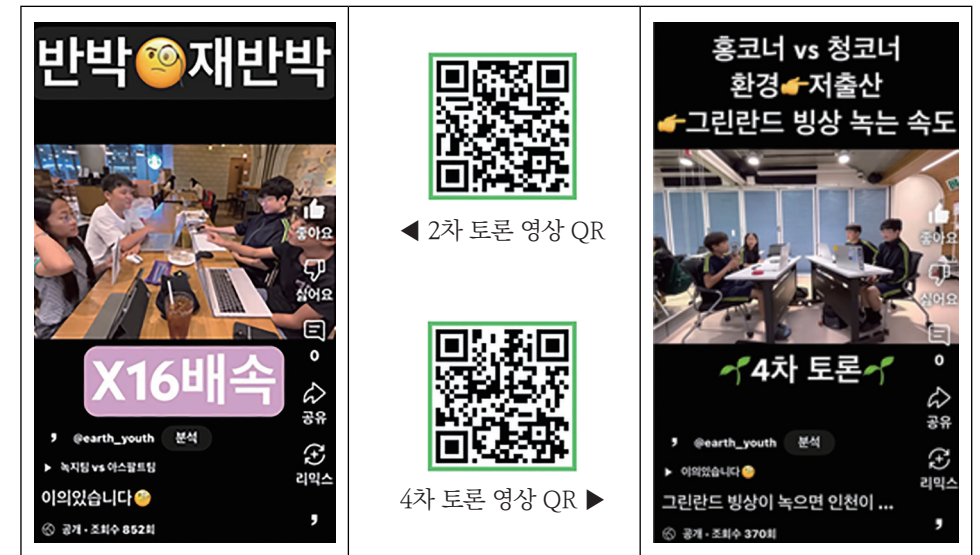 반박🧐재반박
좋아요
싫어요
X16배속
0
공유
@earth_youth 분석
녹지팀 vs 아스팔트팀
리믹스
이의있습니다🧐
공개 · 조회수 852회
◀ 2차 토론 영상 QR
4차 토론 영상 QR ▶
홍코너 vs 청코너
환경👉저출산
👉그린란드 빙상 녹는 속도
좋아요
싫어요
🌱4차 토론🌱
0
공유
@earth_youth 분석
이의있습니다🧐
리믹스
그린란드 빙상이 녹으면 인천이 ...
공개 · 조회수 370회